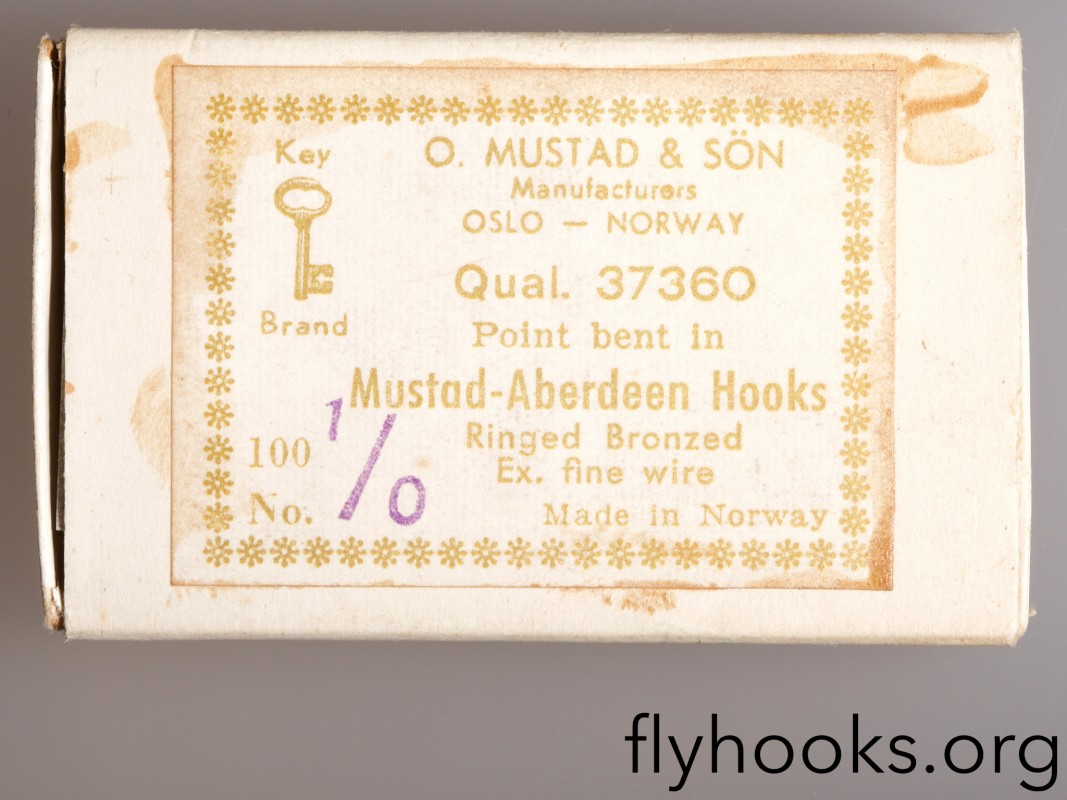 Key
Brand
O. MUSTAD & SÖN
Manufacturers
OSLO — NORWAY
Qual. 37360
Point bent in
Mustad-Aberdeen Hooks
Ringed Bronzed
Ex. fine wire
100
No. 1/0
Made in Norway
flyhooks.org